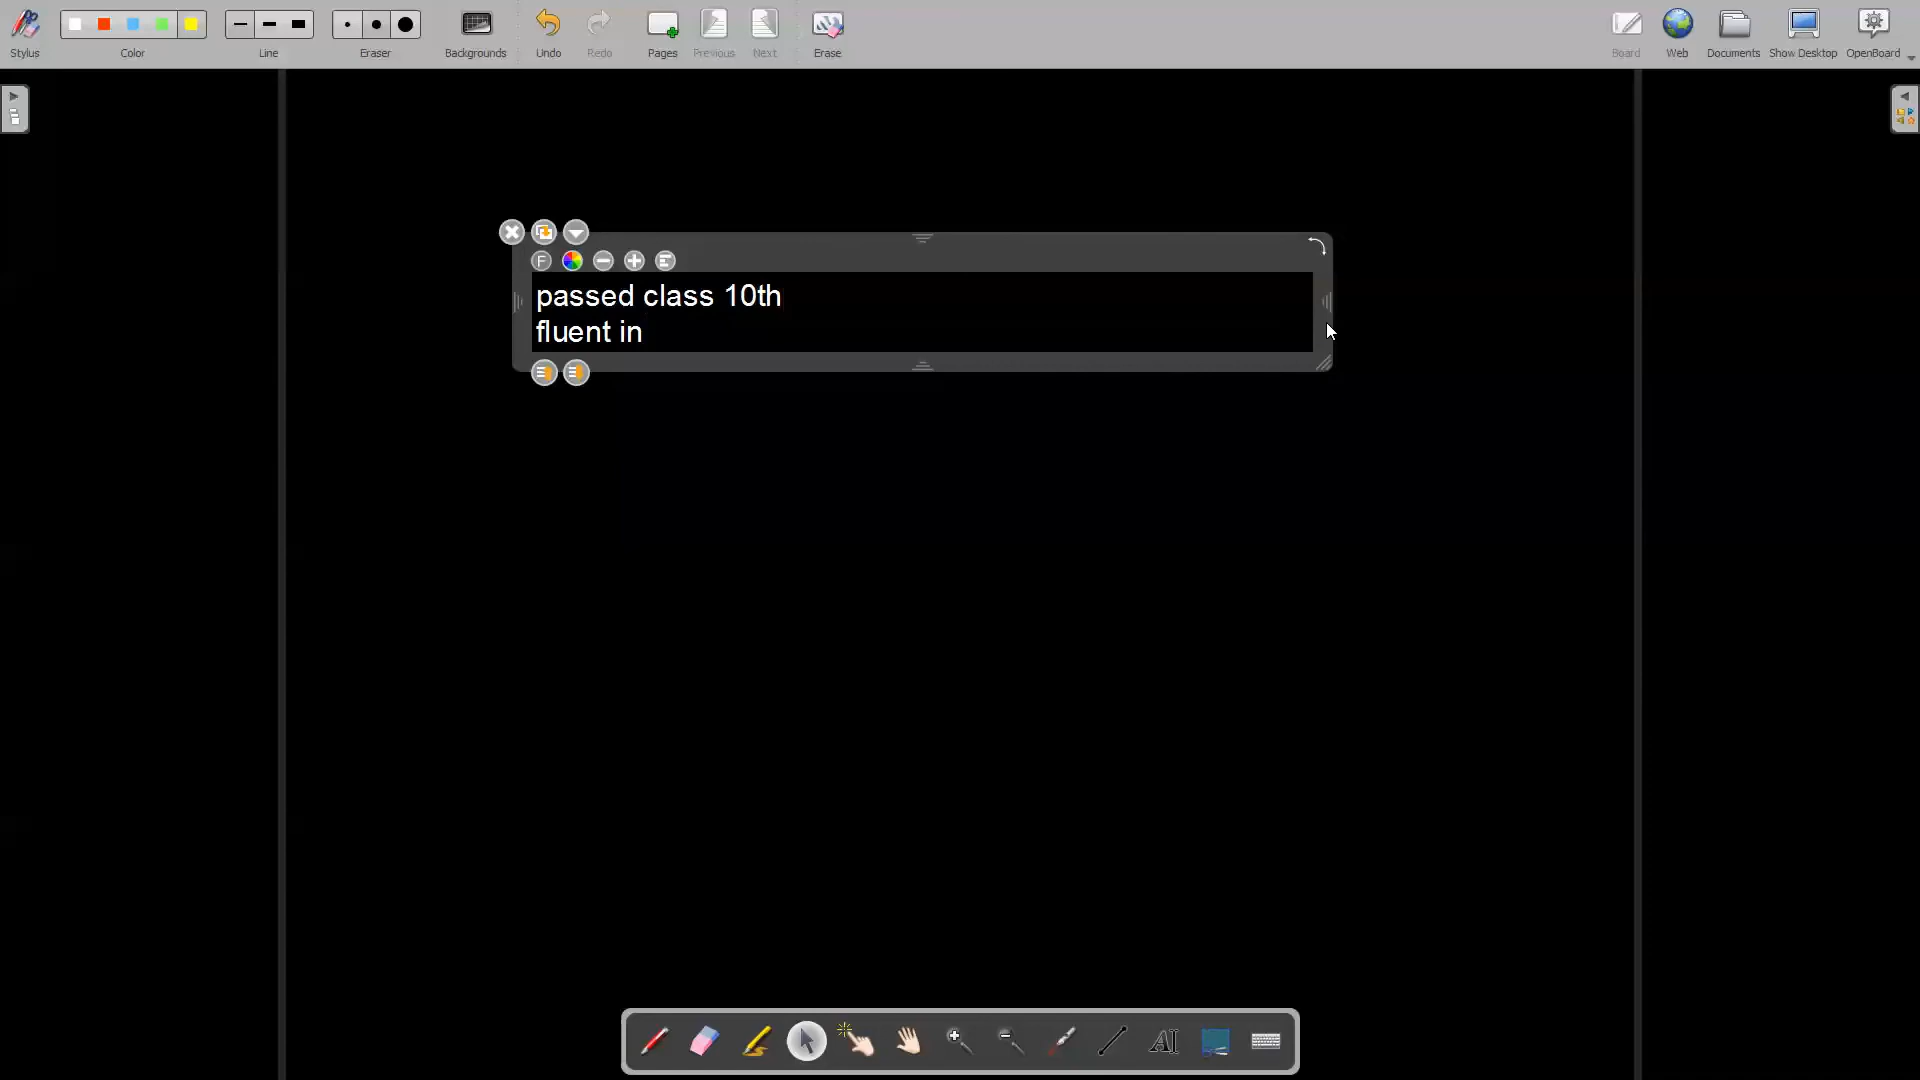 Stylus Color Line Eraser Backgrounds Undo Redo Pages Previous Next Erase Board Web Documents Show Desktop OpenBoard
F
passed class 10th
fluent in
AI